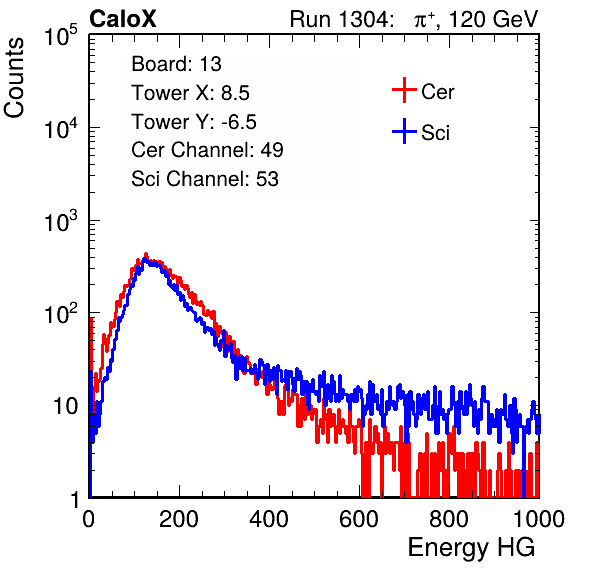 CaloX Run 1304: π⁺, 120 GeV
Counts
10⁵
10⁴
10³
10²
10
1
Board: 13
Tower X: 8.5
Tower Y: -6.5
Cer Channel: 49
Sci Channel: 53
Cer
Sci
0 200 400 600 800 1000
Energy HG